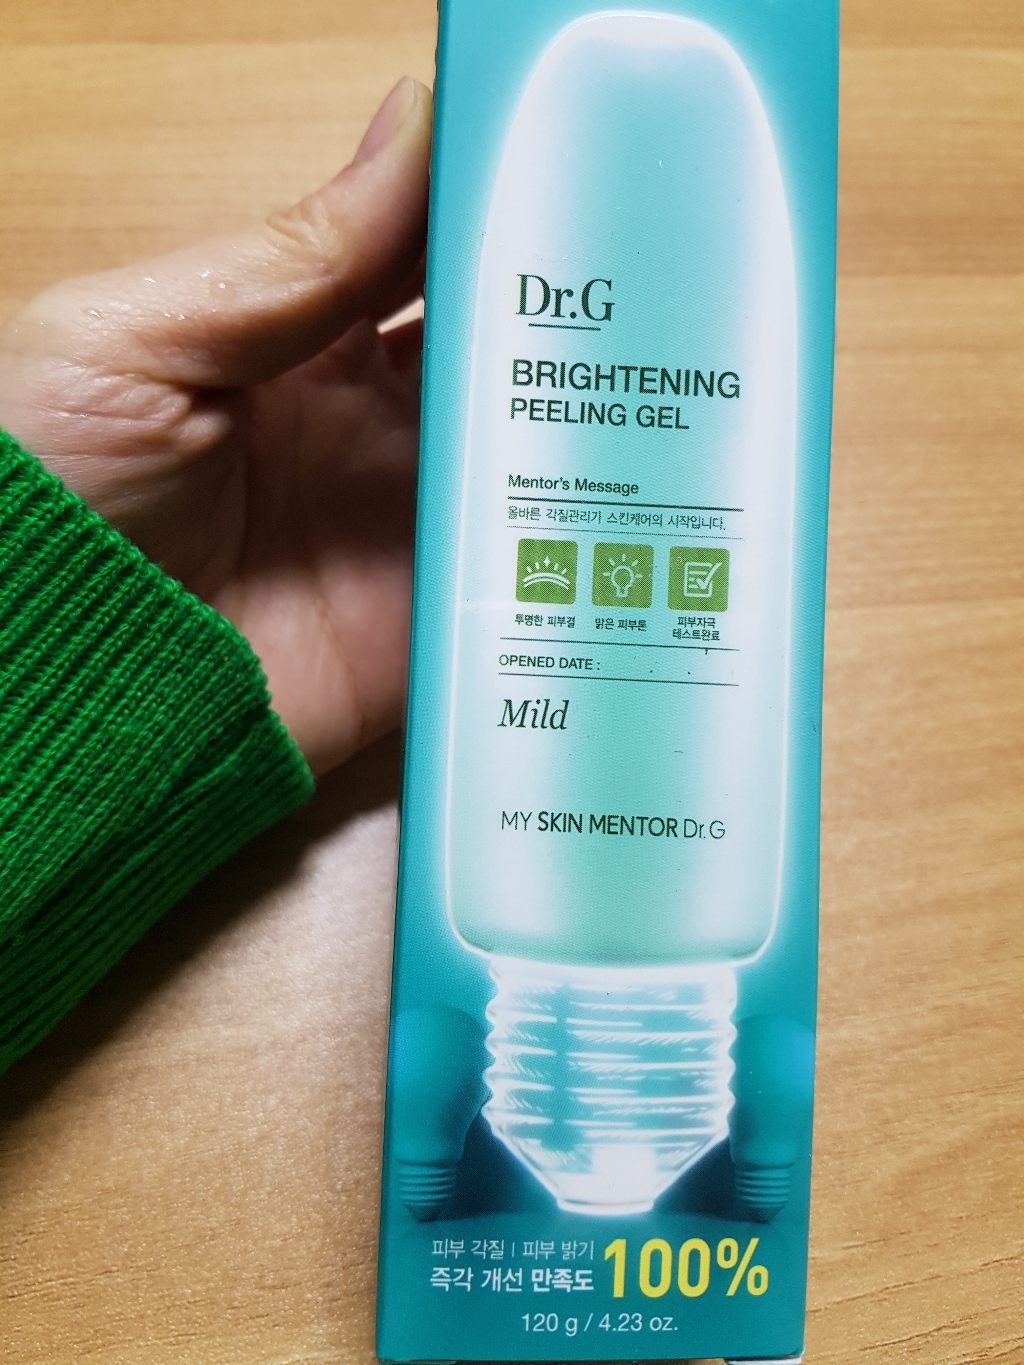 Dr.G
BRIGHTENING
PEELING GEL
Mentor's Message
올바른 각질관리가 스킨케어의 시작입니다.
투명한 피부결
맑은 피부톤
피부자극
테스트완료
OPENED DATE :
Mild
MY SKIN MENTOR Dr.G
피부 각질 | 피부 밝기
즉각 개선 만족도 100%
120 g / 4.23 oz.